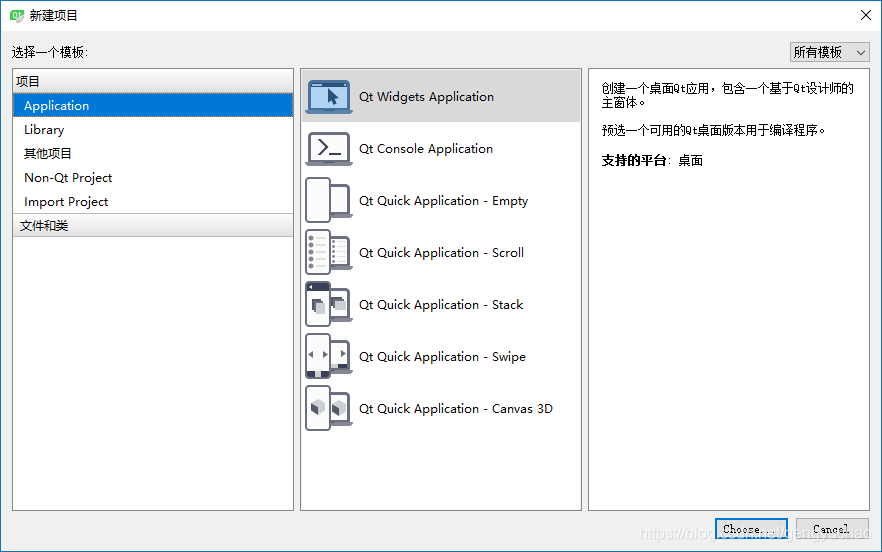 Qt 新建项目
选择一个模板:
所有模板
项目
Application
Library
其他项目
Non-Qt Project
Import Project
文件和类
Qt Widgets Application
Qt Console Application
Qt Quick Application - Empty
Qt Quick Application - Scroll
Qt Quick Application - Stack
Qt Quick Application - Swipe
Qt Quick Application - Canvas 3D
创建一个桌面Qt应用，包含一个基于Qt设计师的
主窗体。
预选一个可用的Qt桌面版本用于编译程序。
支持的平台: 桌面
Choose...
Cancel